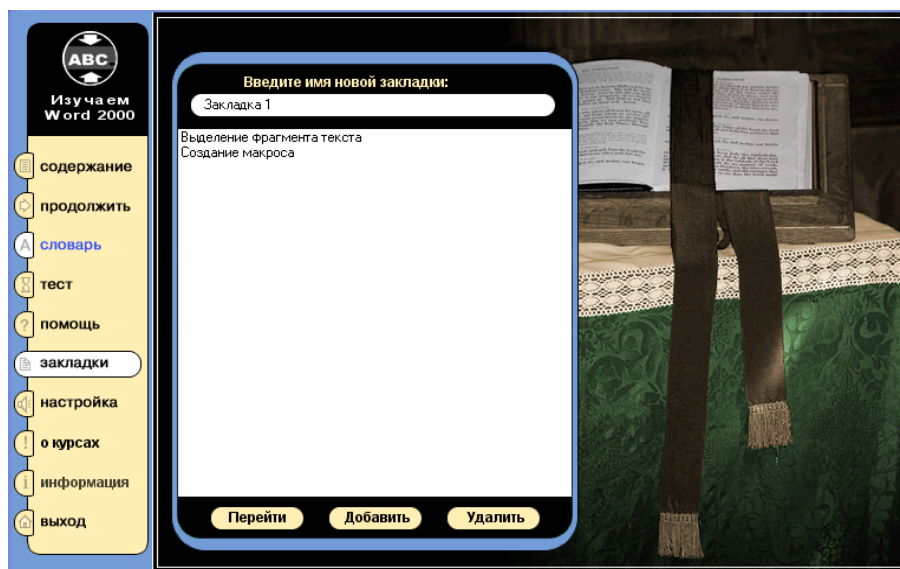 ABC
Изучаем
Word 2000
содержание
продолжить
словарь
тест
помощь
закладки
настройка
о курсах
информация
выход
Введите имя новой закладки:
Закладка 1
Выделение фрагмента текста
Создание макроса
Перейти
Добавить
Удалить